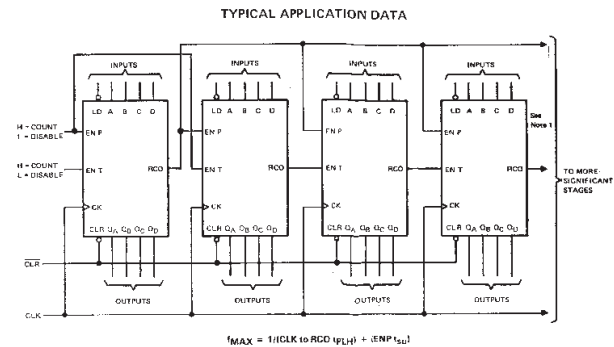 TYPICAL APPLICATION DATA
INPUTS INPUTS INPUTS INPUTS
LD A B C D LD A B C D LD A B C D LD A B C D
See Note 1
H = COUNT
L = DISABLE
EN P EN P EN P EN P
H = COUNT
L = DISABLE
EN T RCO EN T RCO EN T RCO EN T RCO
TO MORE-
SIGNIFICANT
STAGES
CK CK CK CK
CLR QA QB QC QD CLR QA QB QC QD CLR QA QB QC QD CLR QA QB QC QD
CLR
OUTPUTS OUTPUTS OUTPUTS OUTPUTS
CLK
fMAX = 1/(CLK to RCO tPLH) + (ENP tsu)